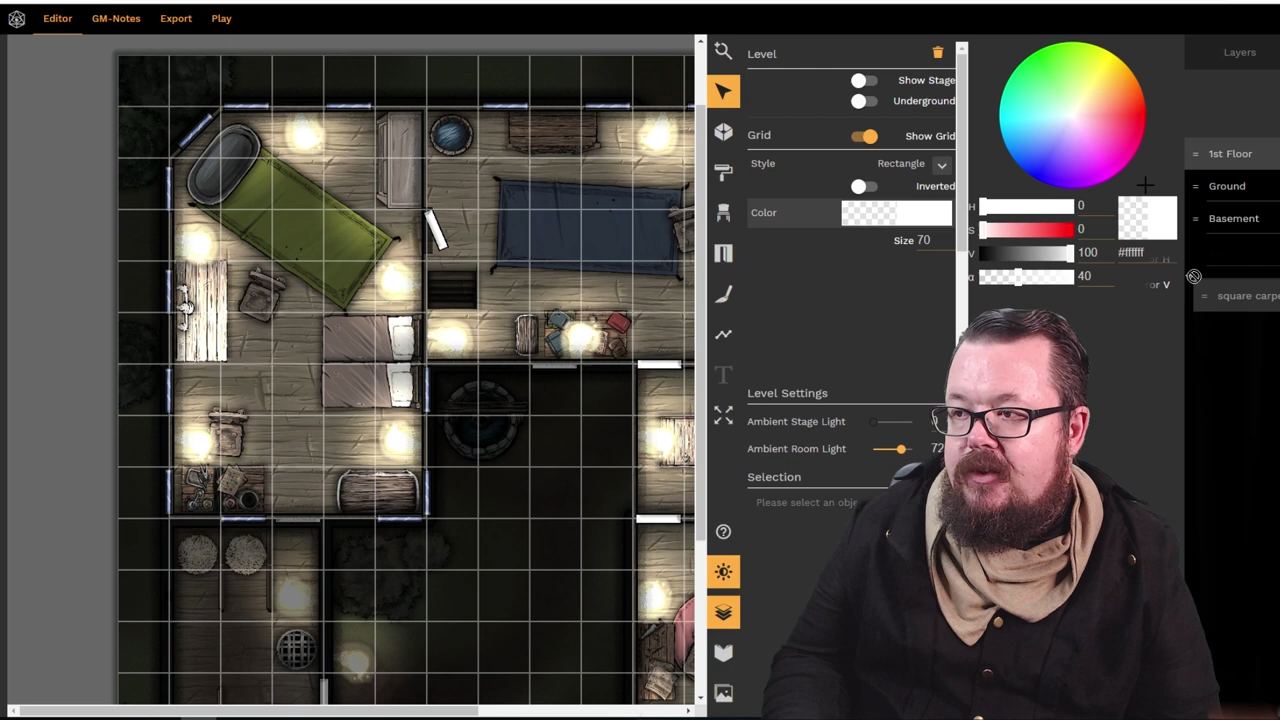 Editor GM-Notes Export Play
Level
Layers
Show Stage
Underground
Grid Show Grid
Style Rectangle
Inverted
Color
Size 70
1st Floor
Ground
Basement
H 0
S 0
V 100 #ffffff
α 40
or V
square carp
Level Settings
Ambient Stage Light
Ambient Room Light 72
Selection
Please select an obje